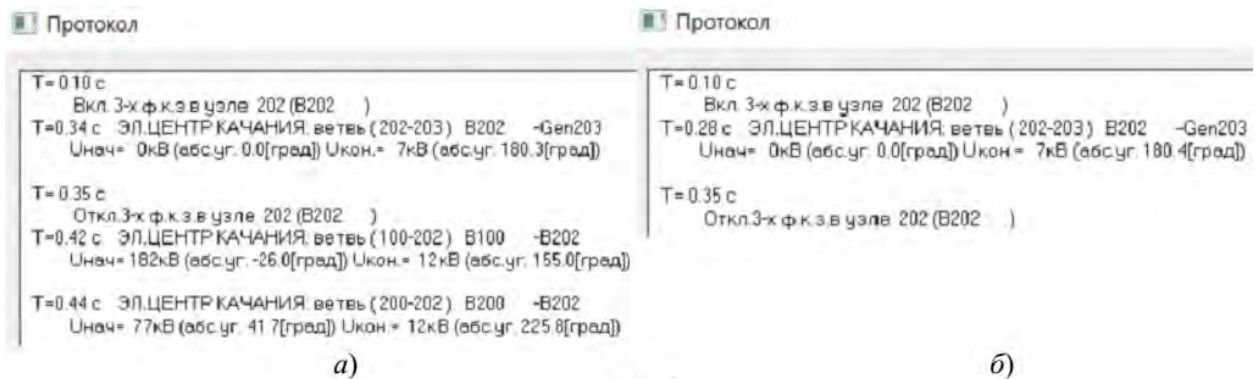 Протокол
T= 0.10 c
Вкл. 3-х ф.к.з.в узле 202 (B202 )
T=0.34 c ЭЛ.ЦЕНТР КАЧАНИЯ: ветвь (202-203) B202 -Gen203
Uнач= 0кВ (абс.уг. 0.0[град]) Uкон.= 7кВ (абс.уг. 180.3[град])
T= 0.35 c
Откл.3-х ф.к.з.в узле 202 (B202 )
T=0.42 c ЭЛ.ЦЕНТР КАЧАНИЯ: ветвь (100-202) B100 -B202
Uнач= 182кВ (абс.уг. -26.0[град]) Uкон.= 12кВ (абс.уг. 155.0[град])
T=0.44 c ЭЛ.ЦЕНТР КАЧАНИЯ: ветвь (200-202) B200 -B202
Uнач= 77кВ (абс.уг. 41.7[град]) Uкон.= 12кВ (абс.уг. 225.8[град])
а)
Протокол
T= 0.10 c
Вкл. 3-х ф.к.з.в узле 202 (B202 )
T=0.28 c ЭЛ.ЦЕНТР КАЧАНИЯ: ветвь (202-203) B202 -Gen203
Uнач= 0кВ (абс.уг. 0.0[град]) Uкон.= 7кВ (абс.уг. 180.4[град])
T= 0.35 c
Откл.3-х ф.к.з.в узле 202 (B202 )
б)